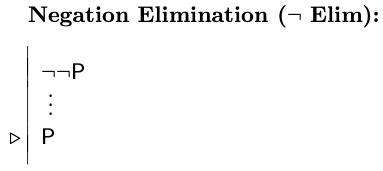 Negation Elimination (¬ Elim):
¬¬P
⋮
▷ P